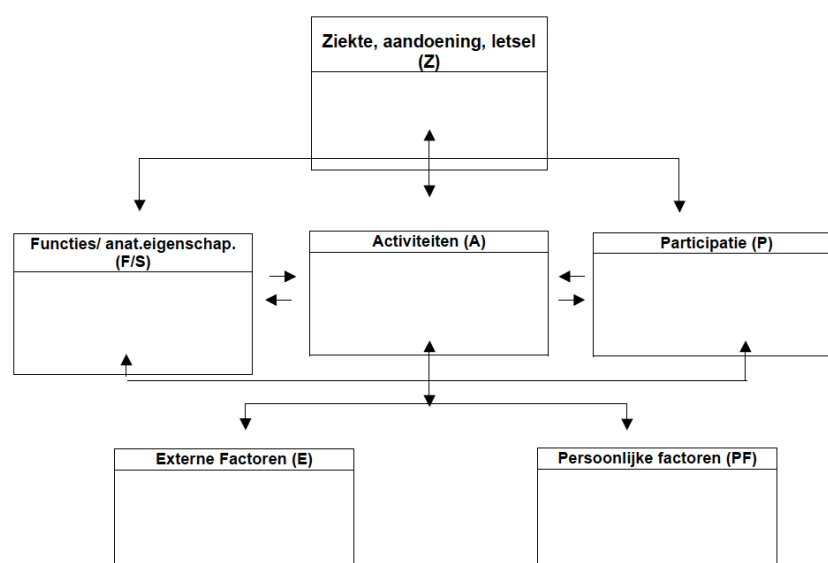 Ziekte, aandoening, letsel
(Z)
Functies/ anat.eigenschap.
(F/S)
Activiteiten (A)
Participatie (P)
Externe Factoren (E)
Persoonlijke factoren (PF)